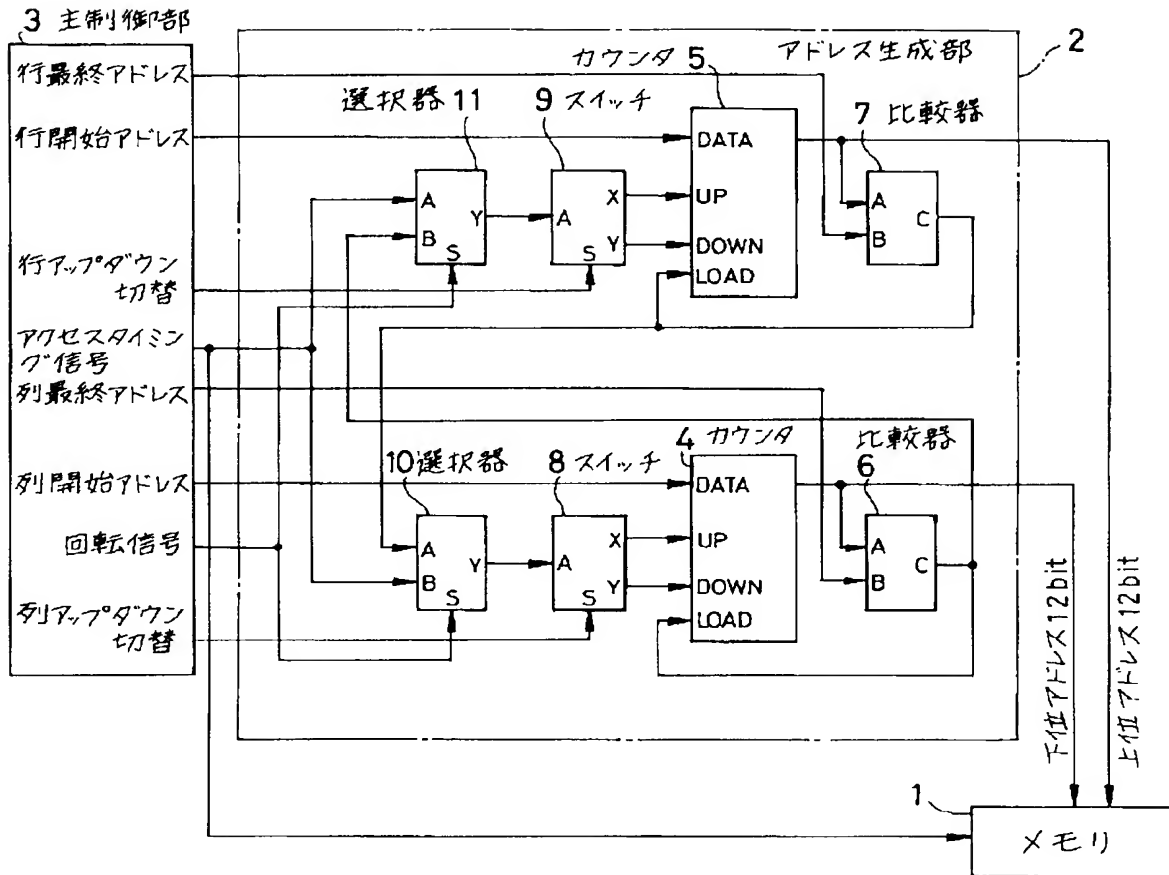 3 主制御部
行最終アドレス
行開始アドレス
行アップダウン
切替
アクセスタイミン
グ信号
列最終アドレス
列開始アドレス
回転信号
列アップダウン
切替
アドレス生成部
2
カウンタ 5
DATA
UP
DOWN
LOAD
選択器 11
A
B
Y
S
9 スイッチ
A
X
Y
S
7 比較器
A
B
C
10 選択器
A
B
Y
S
8 スイッチ
A
X
Y
S
4 カウンタ
DATA
UP
DOWN
LOAD
比較器
6
A
B
C
下位アドレス12bit
上位アドレス12bit
1
メモリ